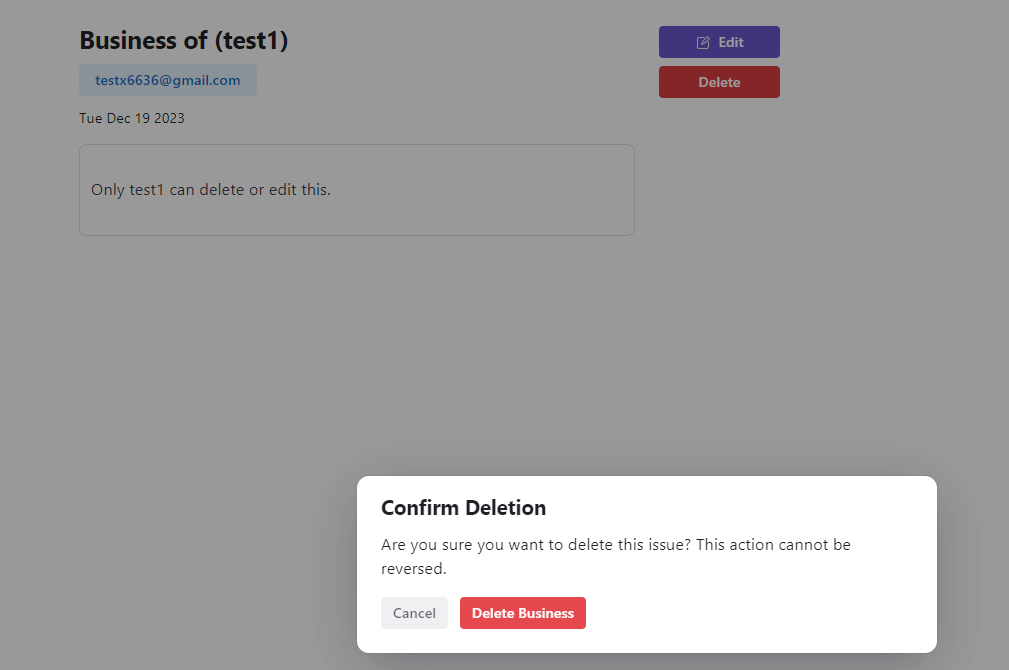 Business of (test1)
Edit
testx6636@gmail.com
Delete
Tue Dec 19 2023
Only test1 can delete or edit this.
Confirm Deletion
Are you sure you want to delete this issue? This action cannot be
reversed.
Cancel
Delete Business